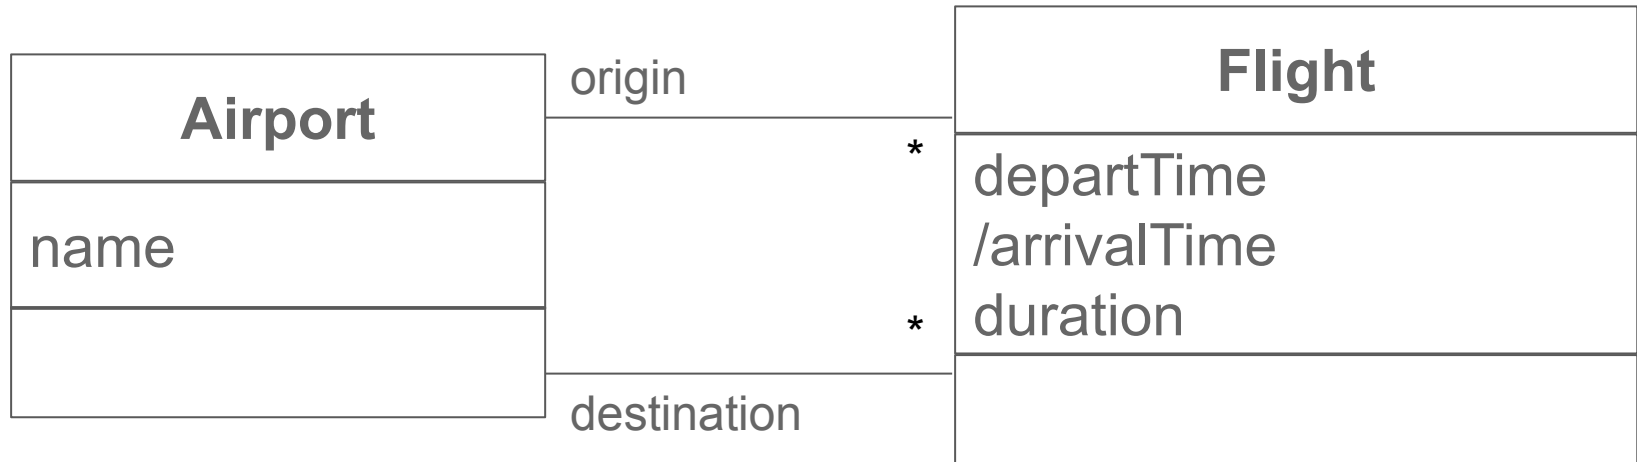 Airport
name
origin
*
*
destination
Flight
departTime
/arrivalTime
duration